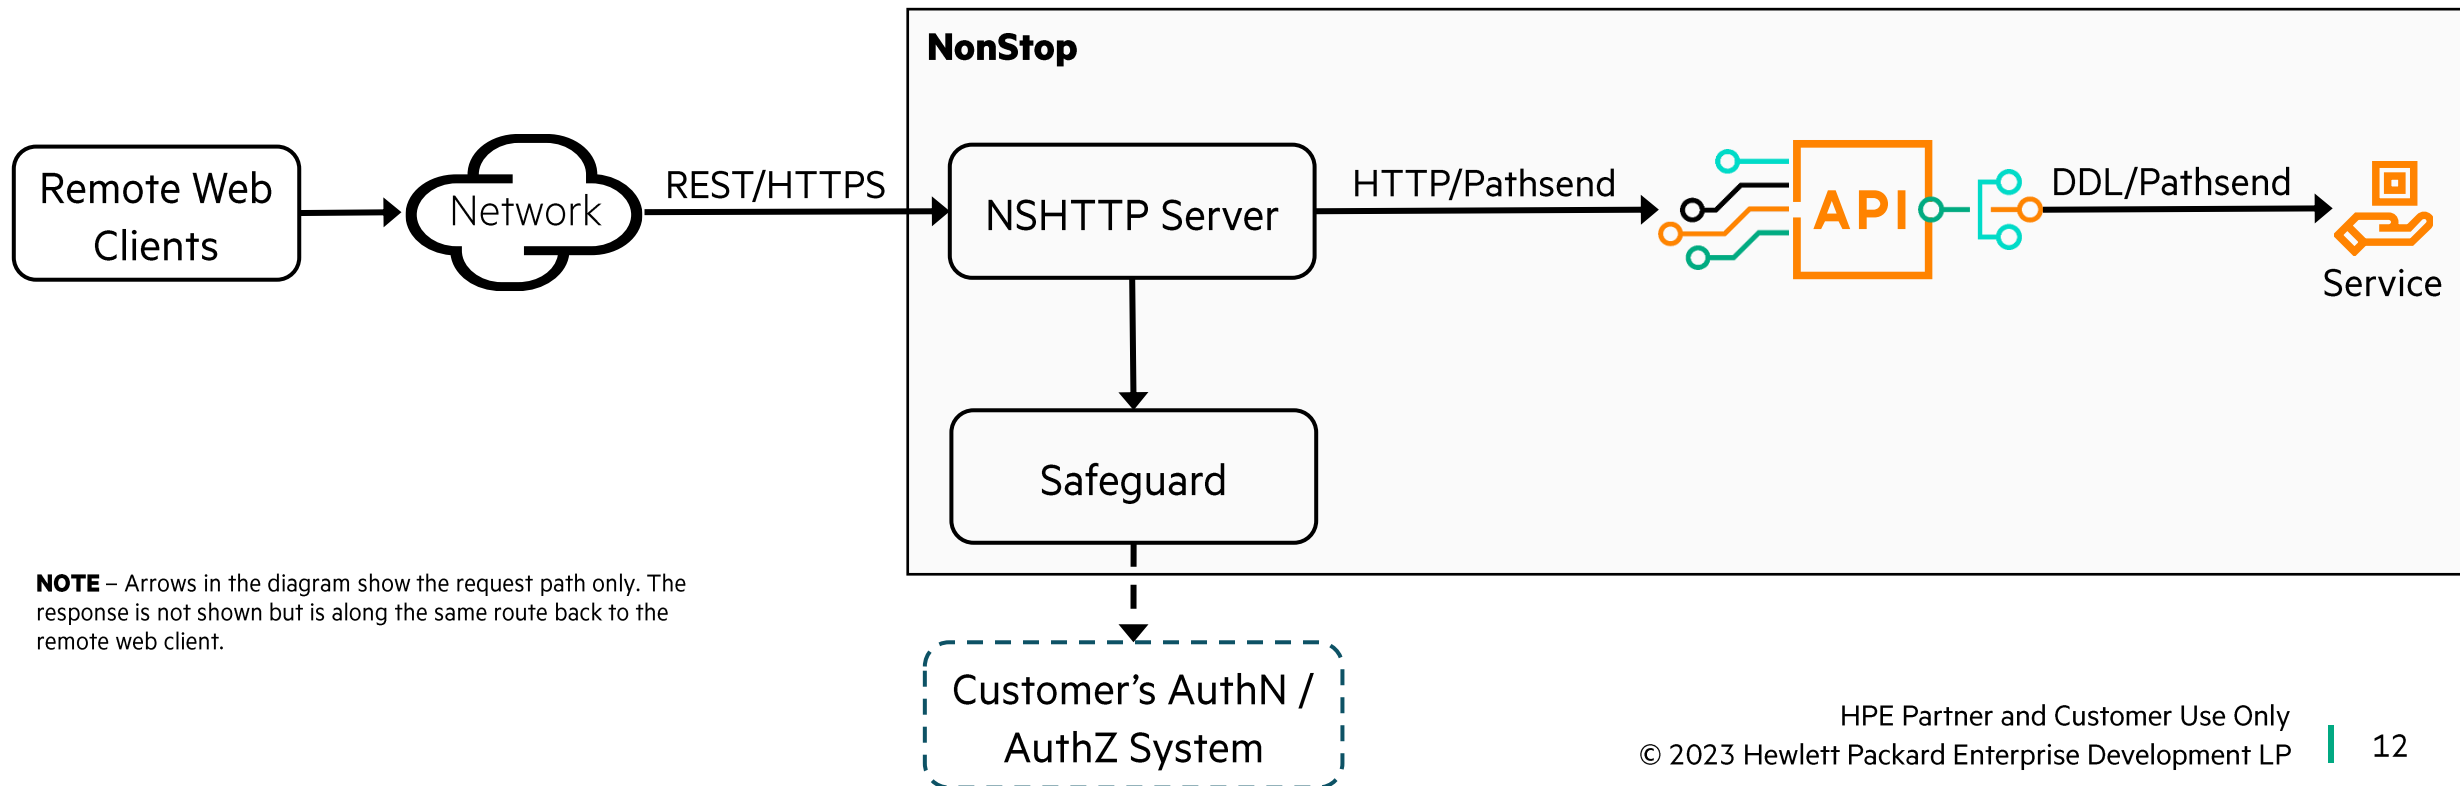 NonStop
Remote Web
Clients
Network
REST/HTTPS
NSHTTP Server
HTTP/Pathsend
API
DDL/Pathsend
Service
Safeguard
NOTE – Arrows in the diagram show the request path only. The
response is not shown but is along the same route back to the
remote web client.
Customer’s AuthN /
AuthZ System
HPE Partner and Customer Use Only
© 2023 Hewlett Packard Enterprise Development LP
12